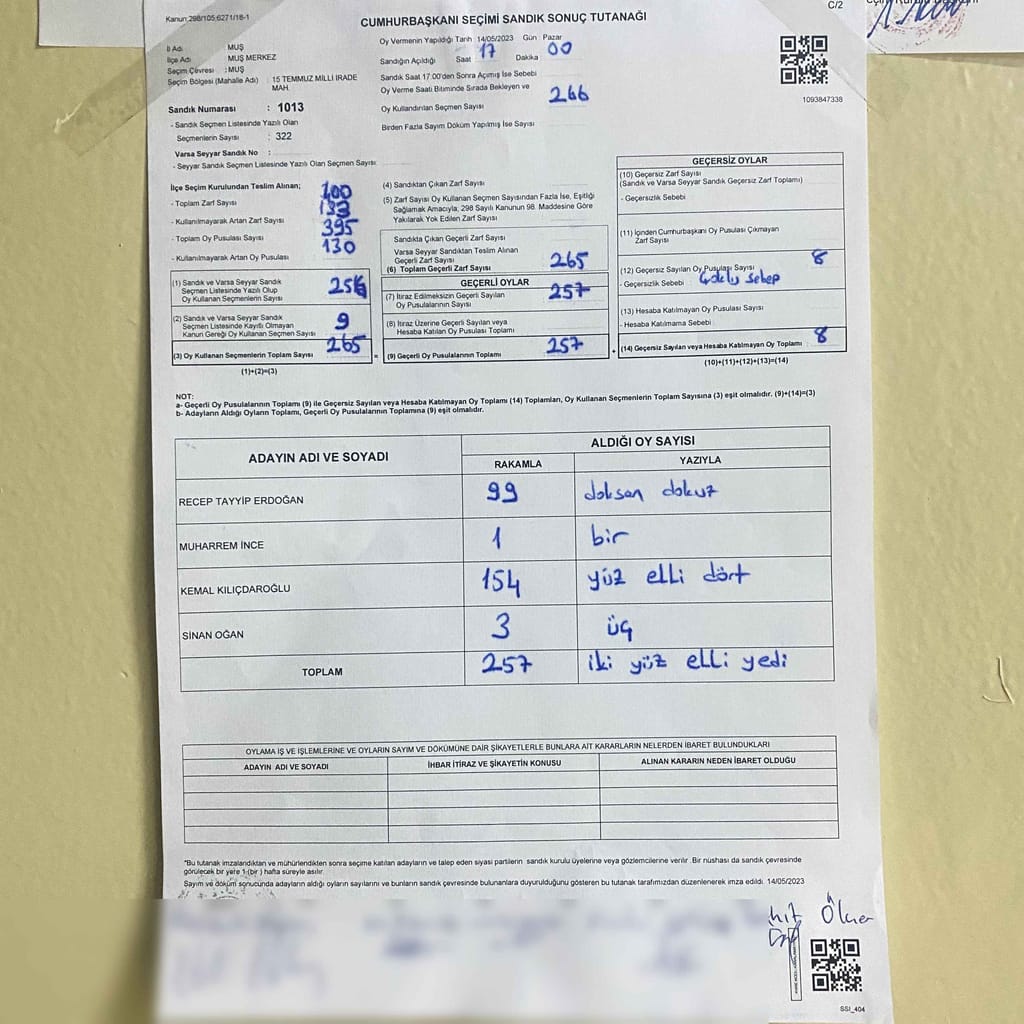 C/2
Kanun:298/105;6271/18-1
CUMHURBAŞKANI SEÇİMİ SANDIK SONUÇ TUTANAĞI
İl Adı : MUŞ
İlçe Adı : MUŞ MERKEZ
Seçim Çevresi : MUŞ
Seçim Bölgesi (Mahalle Adı) : 15 TEMMUZ MİLLİ İRADE MAH.
Sandık Numarası : 1013
- Sandık Seçmen Listesinde Yazılı Olan
Seçmenlerin Sayısı : 322
Varsa Seyyar Sandık No :
- Seyyar Sandık Seçmen Listesinde Yazılı Olan Seçmen Sayısı:
Oy Vermenin Yapıldığı Tarih 14/05/2023 Gün Pazar
Sandığın Açıldığı Saat 17 Dakika 00
Sandık Saat 17:00'den Sonra Açımış İse Sebebi
Oy Verme Saati Bitiminde Sırada Bekleyen ve
Oy Kullandırılan Seçmen Sayısı 266
Birden Fazla Sayım Döküm Yapılmış İse Sayısı
1093847338
İlçe Seçim Kurulundan Teslim Alınan;
- Toplam Zarf Sayısı 400
- Kullanılmayarak Artan Zarf Sayısı
- Toplam Oy Pusulası Sayısı 395
- Kullanılmayarak Artan Oy Pusulası 130
(1) Sandık ve Varsa Seyyar Sandık
Seçmen Listesinde Yazılı Olup
Oy Kullanan Seçmenlerin Sayısı 256
(2) Sandık ve Varsa Seyyar Sandık
Seçmen Listesinde Kayıtlı Olmayan
Kanun Gereği Oy Kullanan Seçmen Sayısı 9
(3) Oy Kullanan Seçmenlerin Toplam Sayısı 265
(1)+(2)=(3)
=
(4) Sandıktan Çıkan Zarf Sayısı
(5) Zarf Sayısı Oy Kullanan Seçmen Sayısından Fazla İse, Eşitliği
Sağlamak Amacıyla, 298 Sayılı Kanunun 98. Maddesine Göre
Yakılarak Yok Edilen Zarf Sayısı
Sandıkta Çıkan Geçerli Zarf Sayısı
Varsa Seyyar Sandıktan Teslim Alınan
Geçerli Zarf Sayısı
(6) Toplam Geçerli Zarf Sayısı 265
GEÇERLİ OYLAR
(7) İtiraz Edilmeksizin Geçerli Sayılan
Oy Pusulalarının Sayısı 257
(8) İtiraz Üzerine Geçerli Sayılan veya
Hesaba Katılan Oy Pusulası Toplamı
(9) Geçerli Oy Pusulalarının Toplamı 257
+
GEÇERSİZ OYLAR
(10) Geçersiz Zarf Sayısı
(Sandık ve Varsa Seyyar Sandık Geçersiz Zarf Toplamı)
- Geçersizlik Sebebi
(11) İçinden Cumhurbaşkanı Oy Pusulası Çıkmayan
Zarf Sayısı
(12) Geçersiz Sayılan Oy Pusulası Sayısı 8
- Geçersizlik Sebebi : sebep
(13) Hesaba Katılmayan Oy Pusulası Sayısı
- Hesaba Katılmama Sebebi
(14) Geçersiz Sayılan veya Hesaba Katılmayan Oy Toplamı 8
(10)+(11)+(12)+(13)=(14)
NOT:
a- Geçerli Oy Pusulalarının Toplamı (9) ile Geçersiz Sayılan veya Hesaba Katılmayan Oy Toplamı (14) Toplamları, Oy Kullanan Seçmenlerin Toplam Sayısına (3) eşit olmalıdır. (9)+(14)=(3)
b- Adayların Aldığı Oyların Toplamı, Geçerli Oy Pusulalarının Toplamına (9) eşit olmalıdır.
ADAYIN ADI VE SOYADI
ALDIĞI OY SAYISI
RAKAMLA YAZIYLA
RECEP TAYYİP ERDOĞAN 99 doksan dokuz
MUHARREM İNCE 1 bir
KEMAL KILIÇDAROĞLU 154 yüz elli dört
SİNAN OĞAN 3 üç
TOPLAM 257 iki yüz elli yedi
OYLAMA İŞ VE İŞLEMLERİNE VE OYLARIN SAYIM VE DÖKÜMÜNE DAİR ŞİKAYETLERLE BUNLARA AİT KARARLARIN NELERDEN İBARET BULUNDUKLARI
ADAYIN ADI VE SOYADI İHBAR İTİRAZ VE ŞİKAYETİN KONUSU ALINAN KARARIN NEDEN İBARET OLDUĞU
*Bu tutanak imzalandıktan ve mühürlendikten sonra seçime katılan adayların ve talep eden siyasi partilerin sandık kurulu üyelerine veya gözlemcilerine verilir. Bir nüshası da sandık çevresinde
görülecek bir yere 1 (bir) hafta süreyle asılır.
Sayım ve döküm sonucunda adayların aldığı oyların sayılarını ve bunların sandık çevresinde bulunanlara duyurulduğunu gösteren bu tutanak tarafımızdan düzenlenerek imza edildi. 14/05/2023
SSI_404